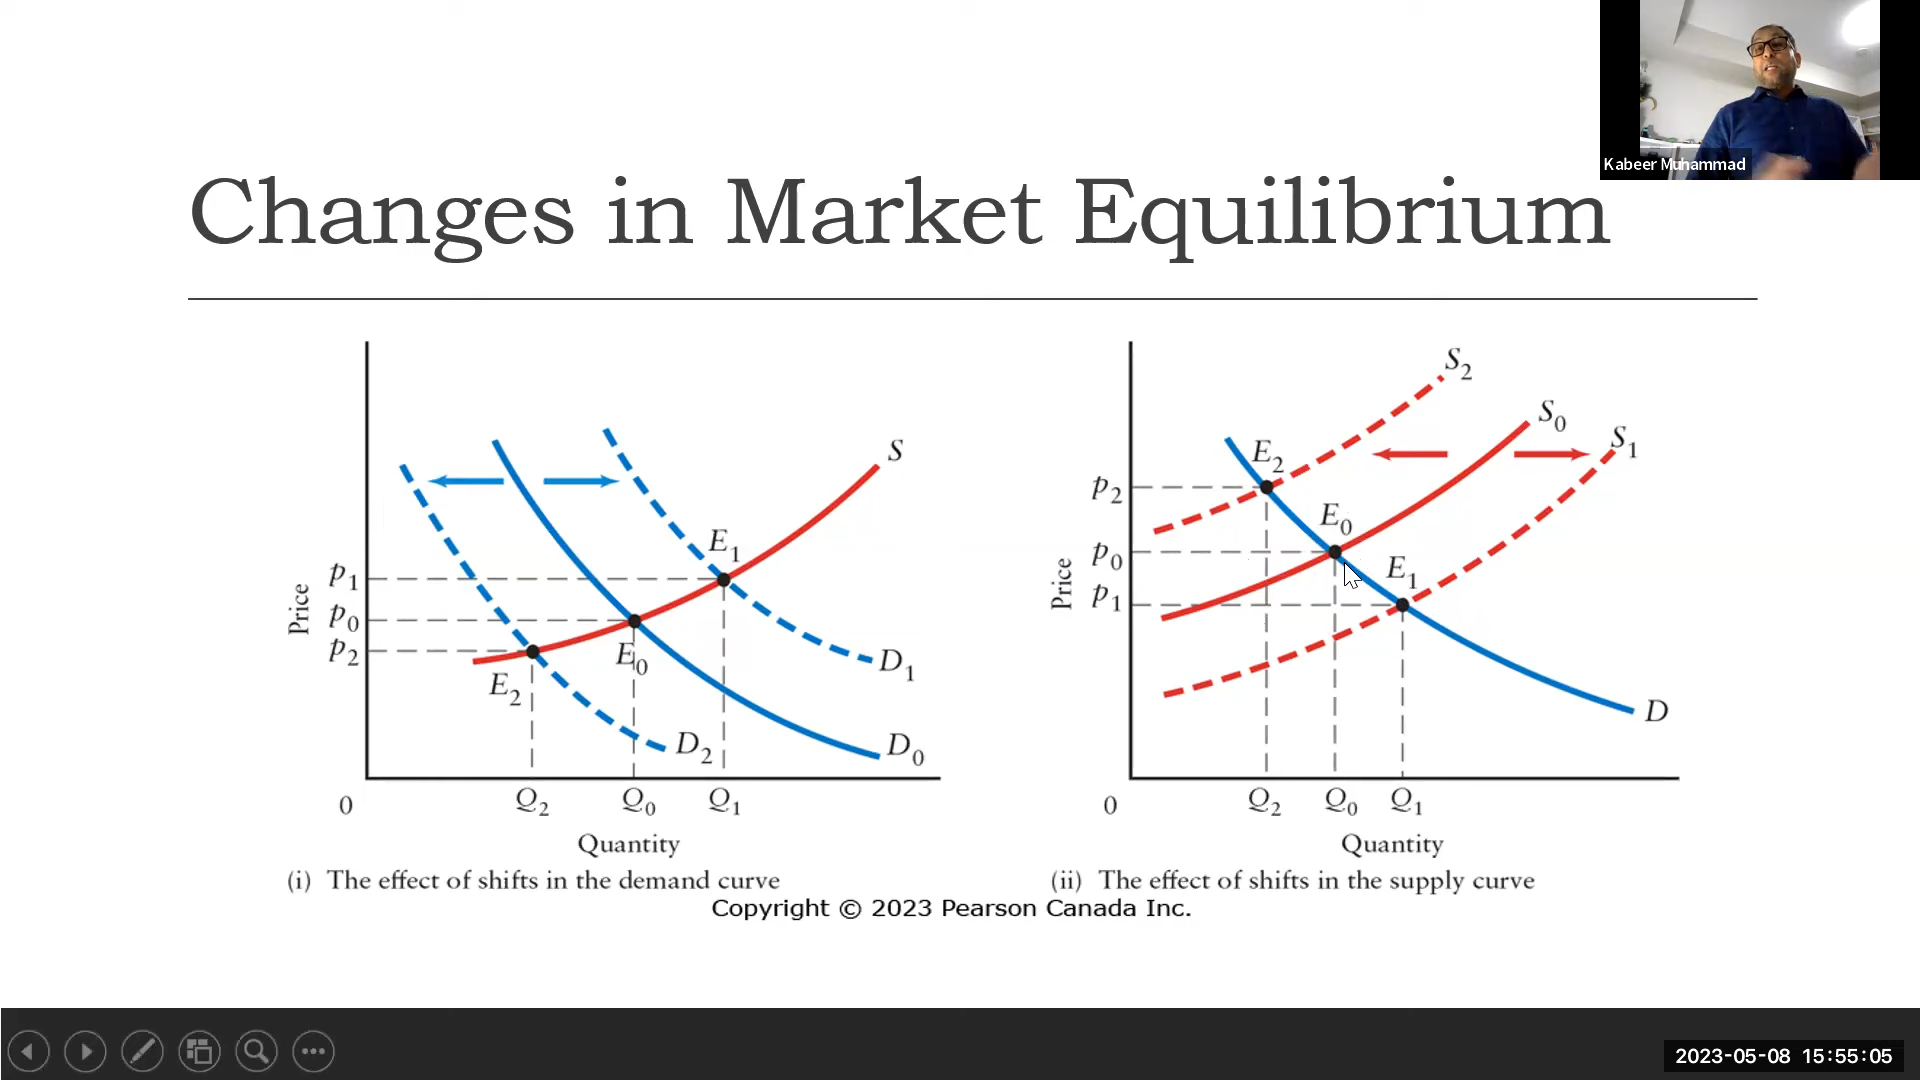 Kabeer Muhammad
Changes in Market Equilibrium
S
E1
p1
p0
p2
Price
E0
E2
D1
D2
D0
0
Q2
Q0
Q1
Quantity
(i) The effect of shifts in the demand curve
S2
S0
S1
E2
p2
E0
p0
E1
p1
Price
D
0
Q2
Q0
Q1
Quantity
(ii) The effect of shifts in the supply curve
Copyright © 2023 Pearson Canada Inc.
2023-05-08 15:55:05